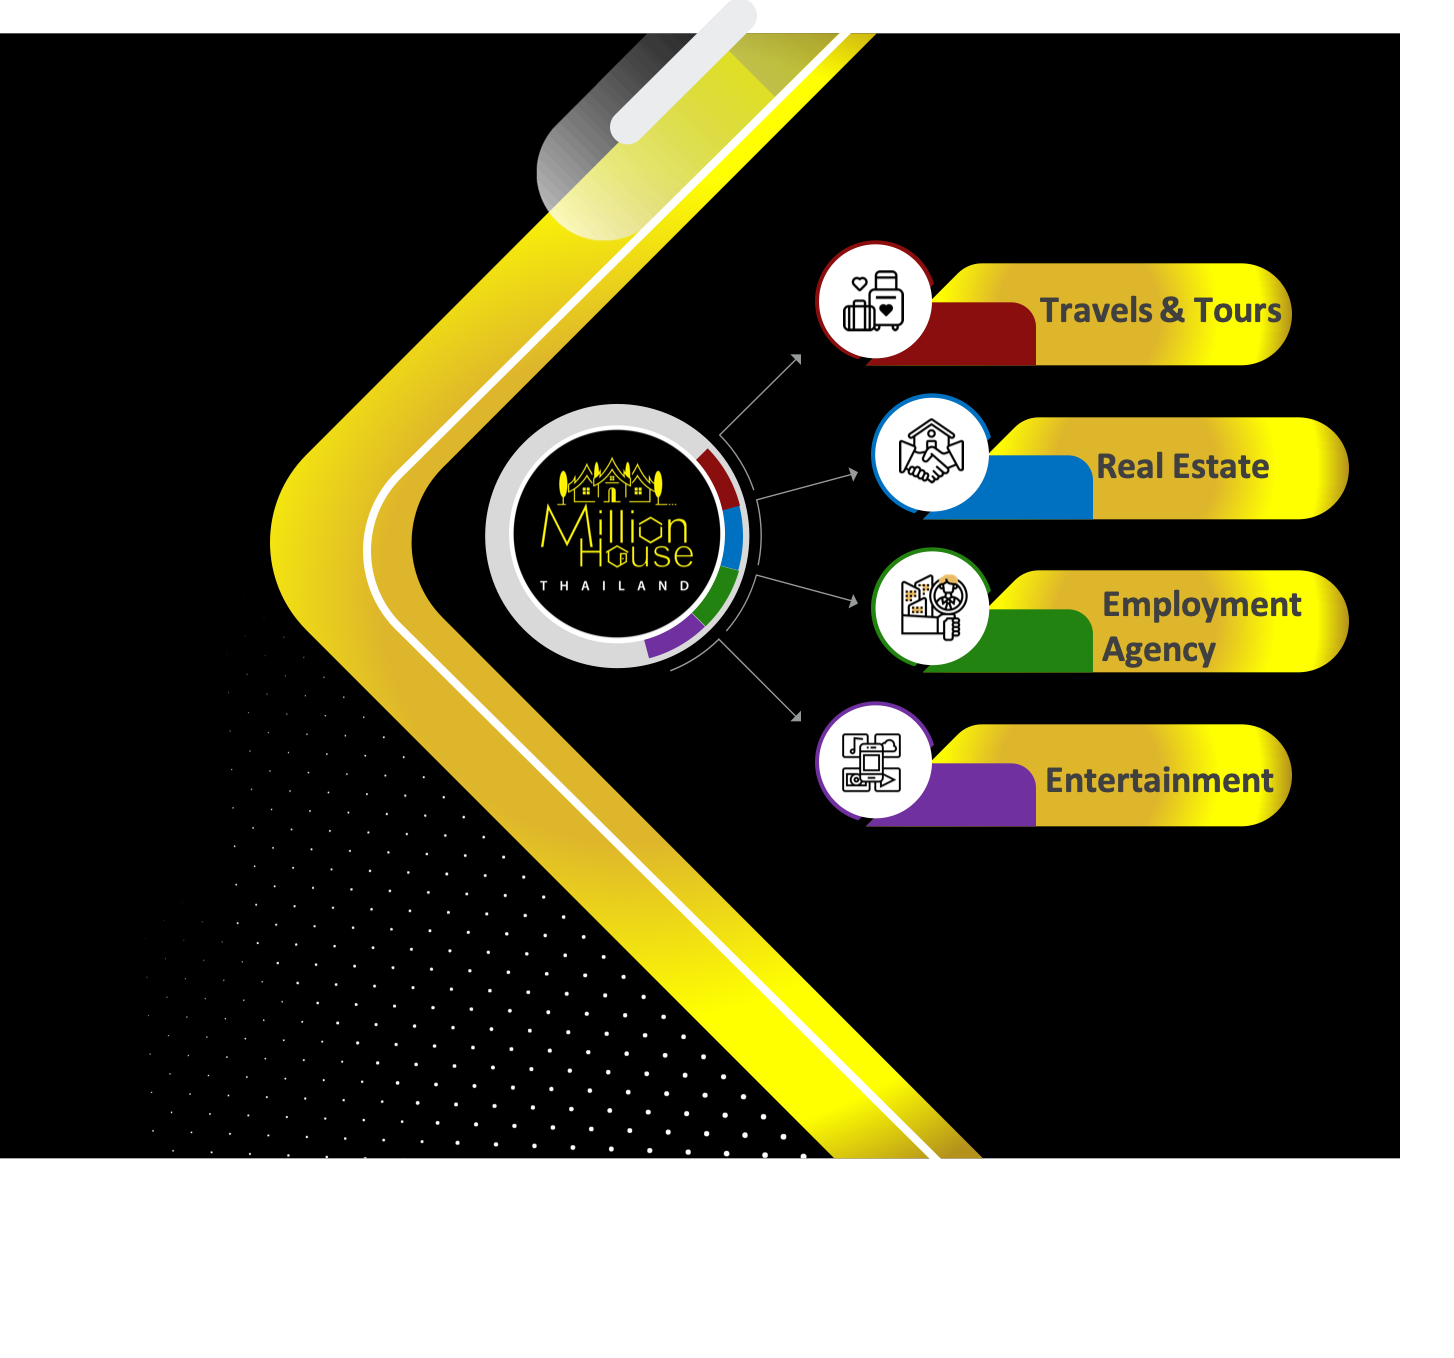 Million
House
THAILAND
Travels & Tours
Real Estate
Employment
Agency
Entertainment